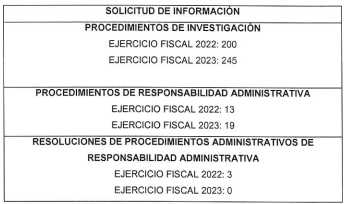 SOLICITUD DE INFORMACIÓN
PROCEDIMIENTOS DE INVESTIGACIÓN
EJERCICIO FISCAL 2022: 200
EJERCICIO FISCAL 2023: 245
PROCEDIMIENTOS DE RESPONSABILIDAD ADMINISTRATIVA
EJERCICIO FISCAL 2022: 13
EJERCICIO FISCAL 2023: 19
RESOLUCIONES DE PROCEDIMIENTOS ADMINISTRATIVOS DE
RESPONSABILIDAD ADMINISTRATIVA
EJERCICIO FISCAL 2022: 3
EJERCICIO FISCAL 2023: 0